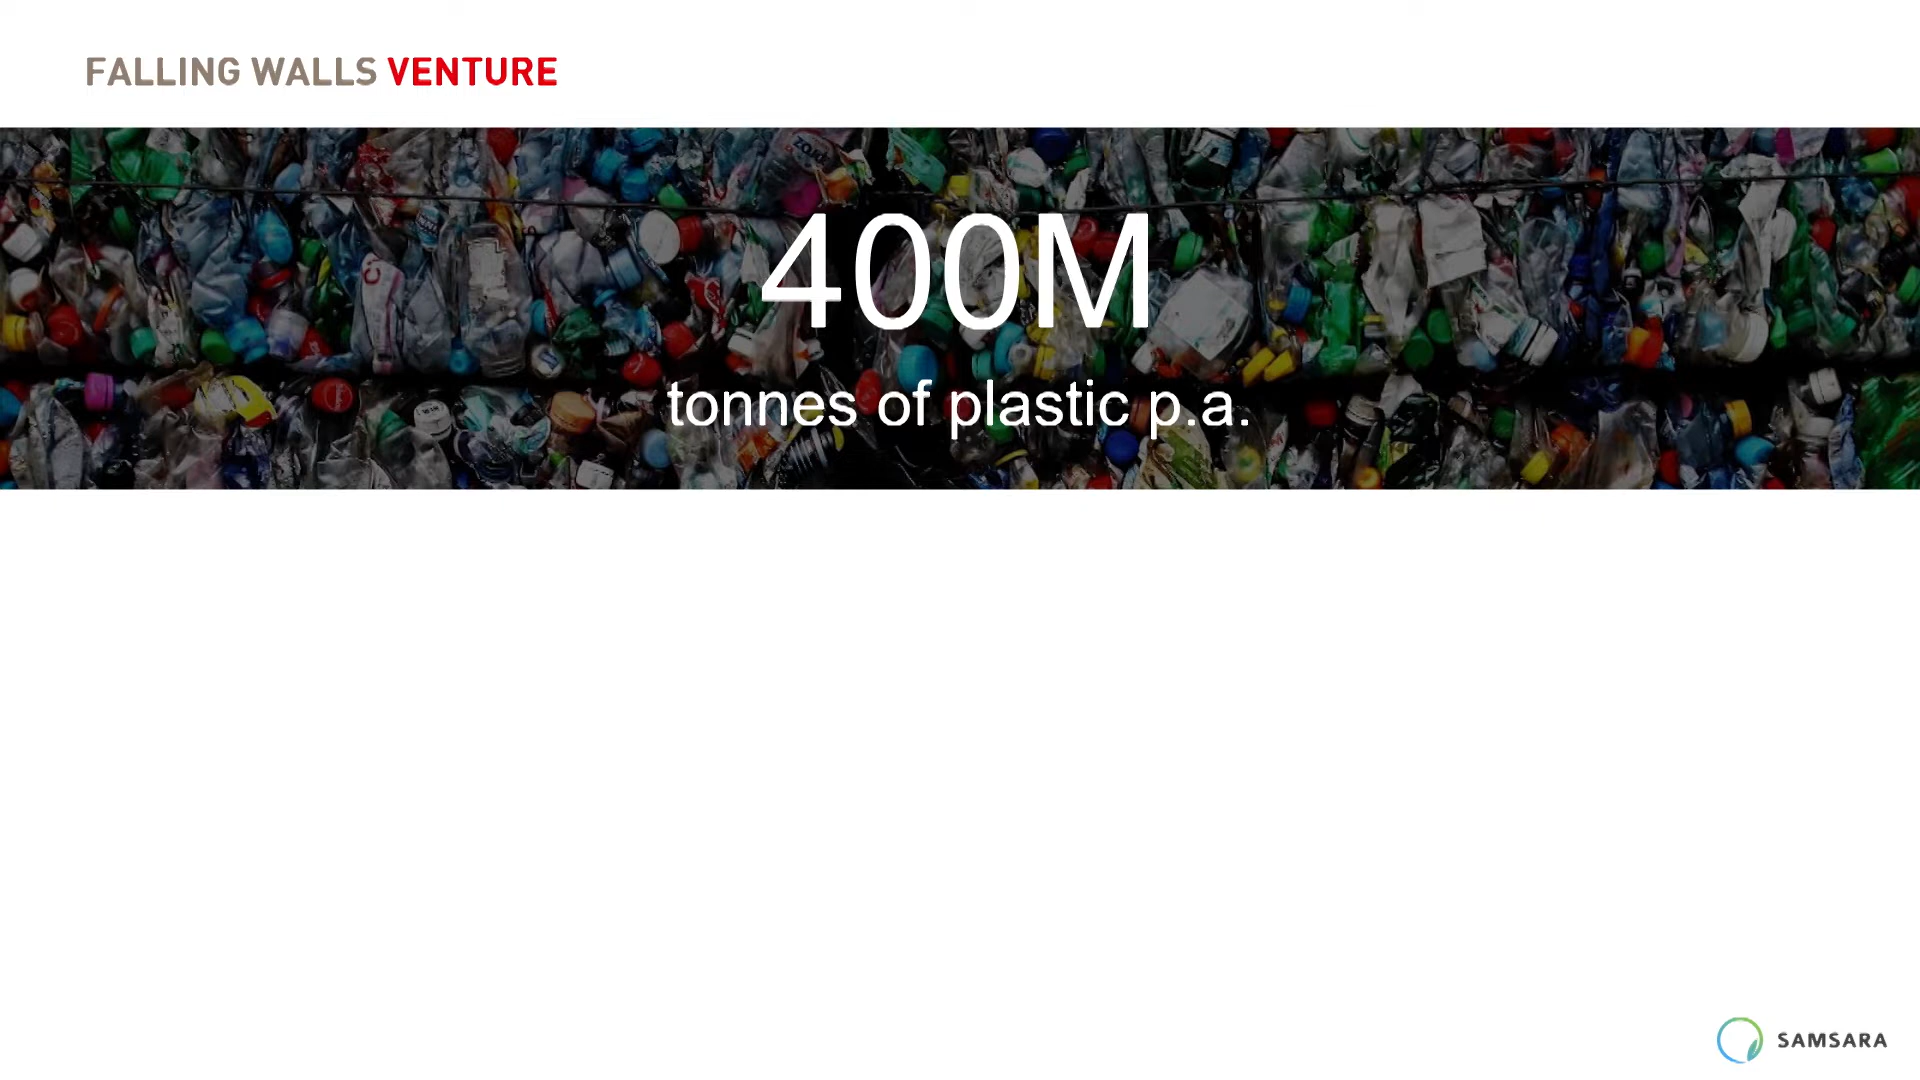 FALLING WALLS VENTURE
400M
tonnes of plastic p.a.
SAMSARA